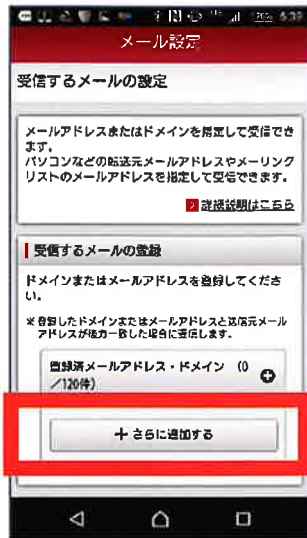 メール設定
受信するメールの設定
メールアドレスまたはドメインを指定して受信でき
ます。
パソコンなどの転送元メールアドレスやメーリング
リストのメールアドレスを指定して受信できます。
詳細説明はこちら
受信するメールの登録
ドメインまたはメールアドレスを登録してくださ
い。
※登録したドメインまたはメールアドレスと送信元メール
アドレスが後方一致した場合に受信します。
登録済メールアドレス・ドメイン (0
/120件)
+ さらに追加する